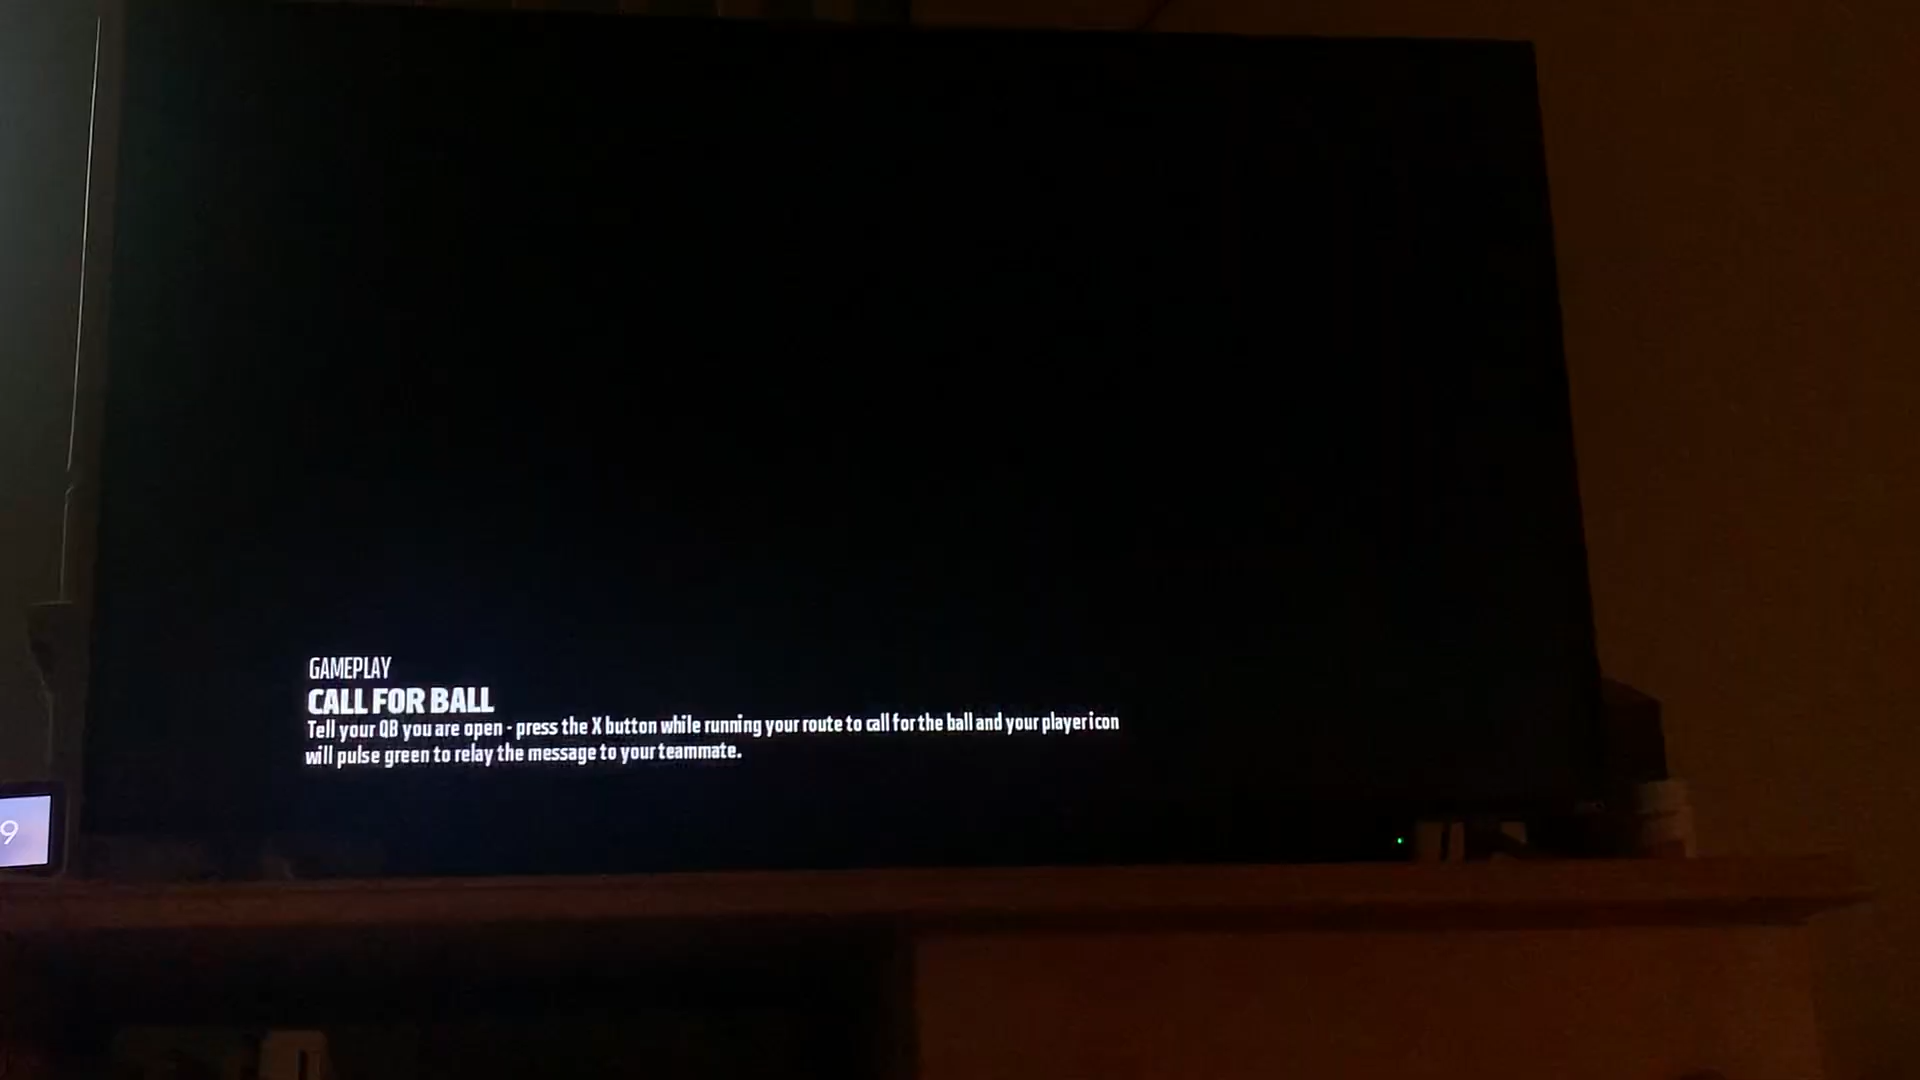 GAMEPLAY
CALL FOR BALL
Tell your QB you are open - press the X button while running your route to call for the ball and your player icon
will pulse green to relay the message to your teammate.
9